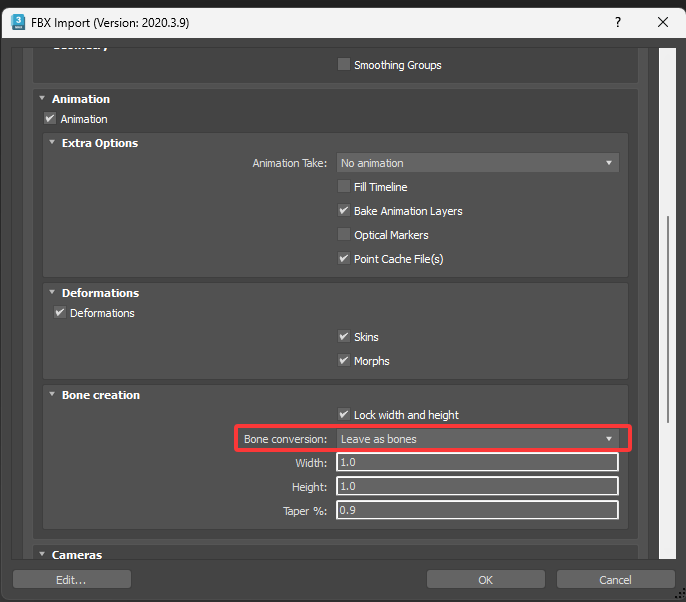 FBX Import (Version: 2020.3.9)
Smoothing Groups
Animation
Animation
Extra Options
Animation Take: No animation
Fill Timeline
Bake Animation Layers
Optical Markers
Point Cache File(s)
Deformations
Deformations
Skins
Morphs
Bone creation
Lock width and height
Bone conversion: Leave as bones
Width: 1.0
Height: 1.0
Taper %: 0.9
Cameras
Edit... OK Cancel